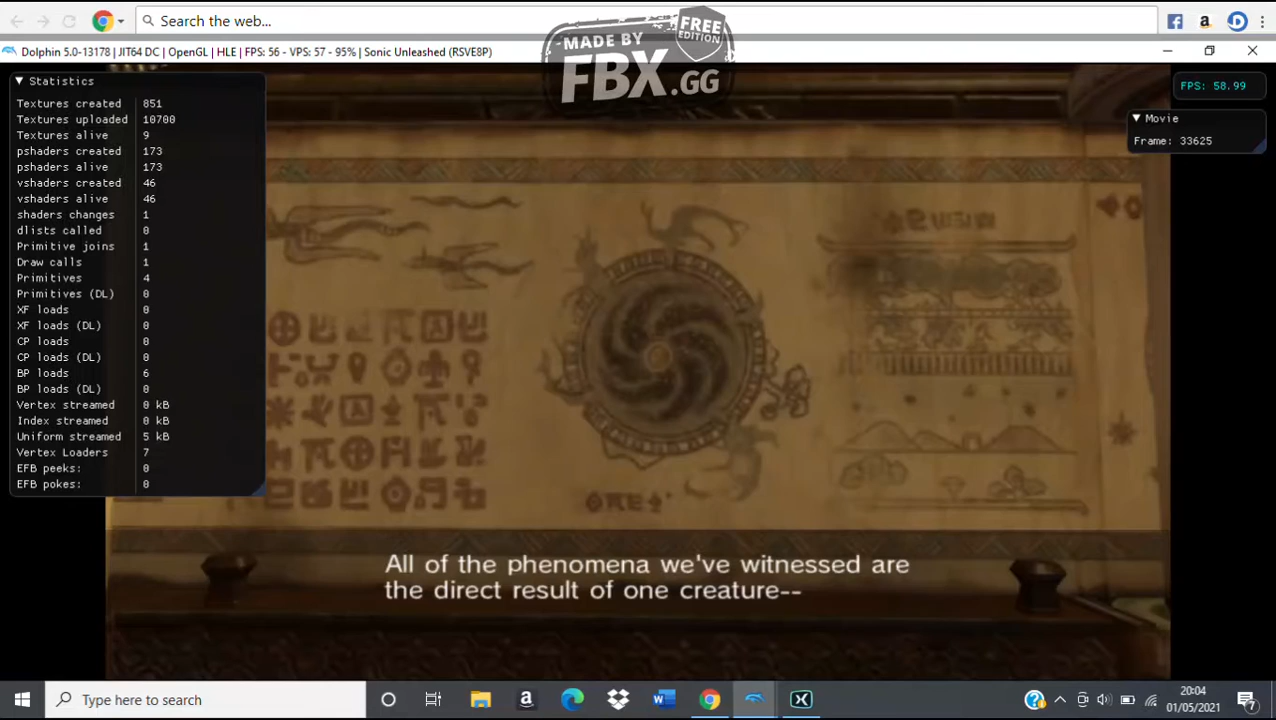 Search the web...
MADE BY
FREE
EDITION
FBX.GG
Dolphin 5.0-13178 | JIT64 DC | OpenGL | HLE | FPS: 56 - VPS: 57 - 95% | Sonic Unleashed (RSVE8P)
Statistics
Textures created 851
Textures uploaded 10700
Textures alive 9
pshaders created 173
pshaders alive 173
vshaders created 46
vshaders alive 46
shaders changes 1
dlists called 0
Primitive joins 1
Draw calls 1
Primitives 4
Primitives (DL) 0
XF loads 0
XF loads (DL) 0
CP loads 0
CP loads (DL) 0
BP loads 6
BP loads (DL) 0
Vertex streamed 0 kB
Index streamed 0 kB
Uniform streamed 5 kB
Vertex Loaders 7
EFB peeks: 0
EFB pokes: 0
FPS: 58.99
Movie
Frame: 33625
All of the phenomena we've witnessed are
the direct result of one creature--
Type here to search
20:04
01/05/2021
7